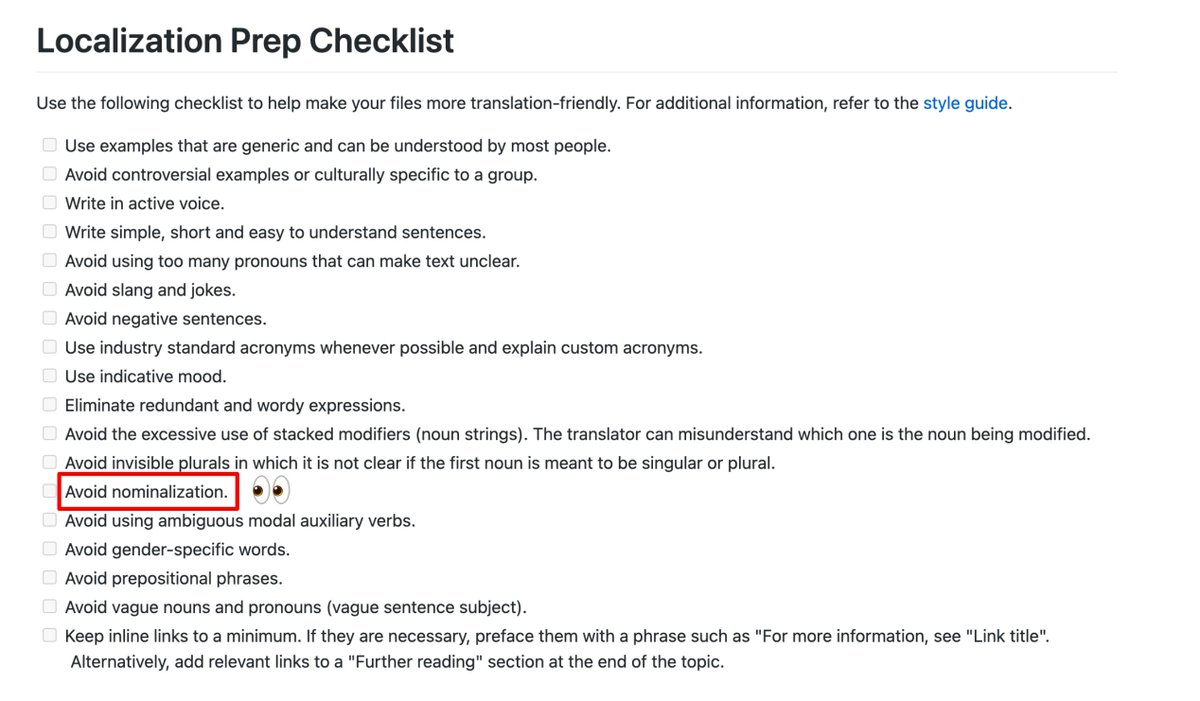 Localization Prep Checklist
Use the following checklist to help make your files more translation-friendly. For additional information, refer to the style guide.
Use examples that are generic and can be understood by most people.
Avoid controversial examples or culturally specific to a group.
Write in active voice.
Write simple, short and easy to understand sentences.
Avoid using too many pronouns that can make text unclear.
Avoid slang and jokes.
Avoid negative sentences.
Use industry standard acronyms whenever possible and explain custom acronyms.
Use indicative mood.
Eliminate redundant and wordy expressions.
Avoid the excessive use of stacked modifiers (noun strings). The translator can misunderstand which one is the noun being modified.
Avoid invisible plurals in which it is not clear if the first noun is meant to be singular or plural.
Avoid nominalization.
Avoid using ambiguous modal auxiliary verbs.
Avoid gender-specific words.
Avoid prepositional phrases.
Avoid vague nouns and pronouns (vague sentence subject).
Keep inline links to a minimum. If they are necessary, preface them with a phrase such as "For more information, see "Link title".
Alternatively, add relevant links to a "Further reading" section at the end of the topic.